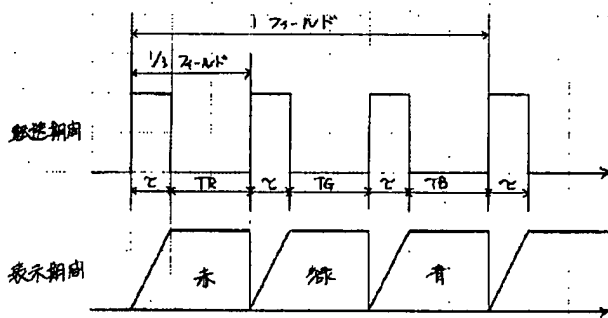 1 フィールド
1/3 フィールド
転送期間
τ TR τ TG τ TB τ
表示期間
赤 緑 青